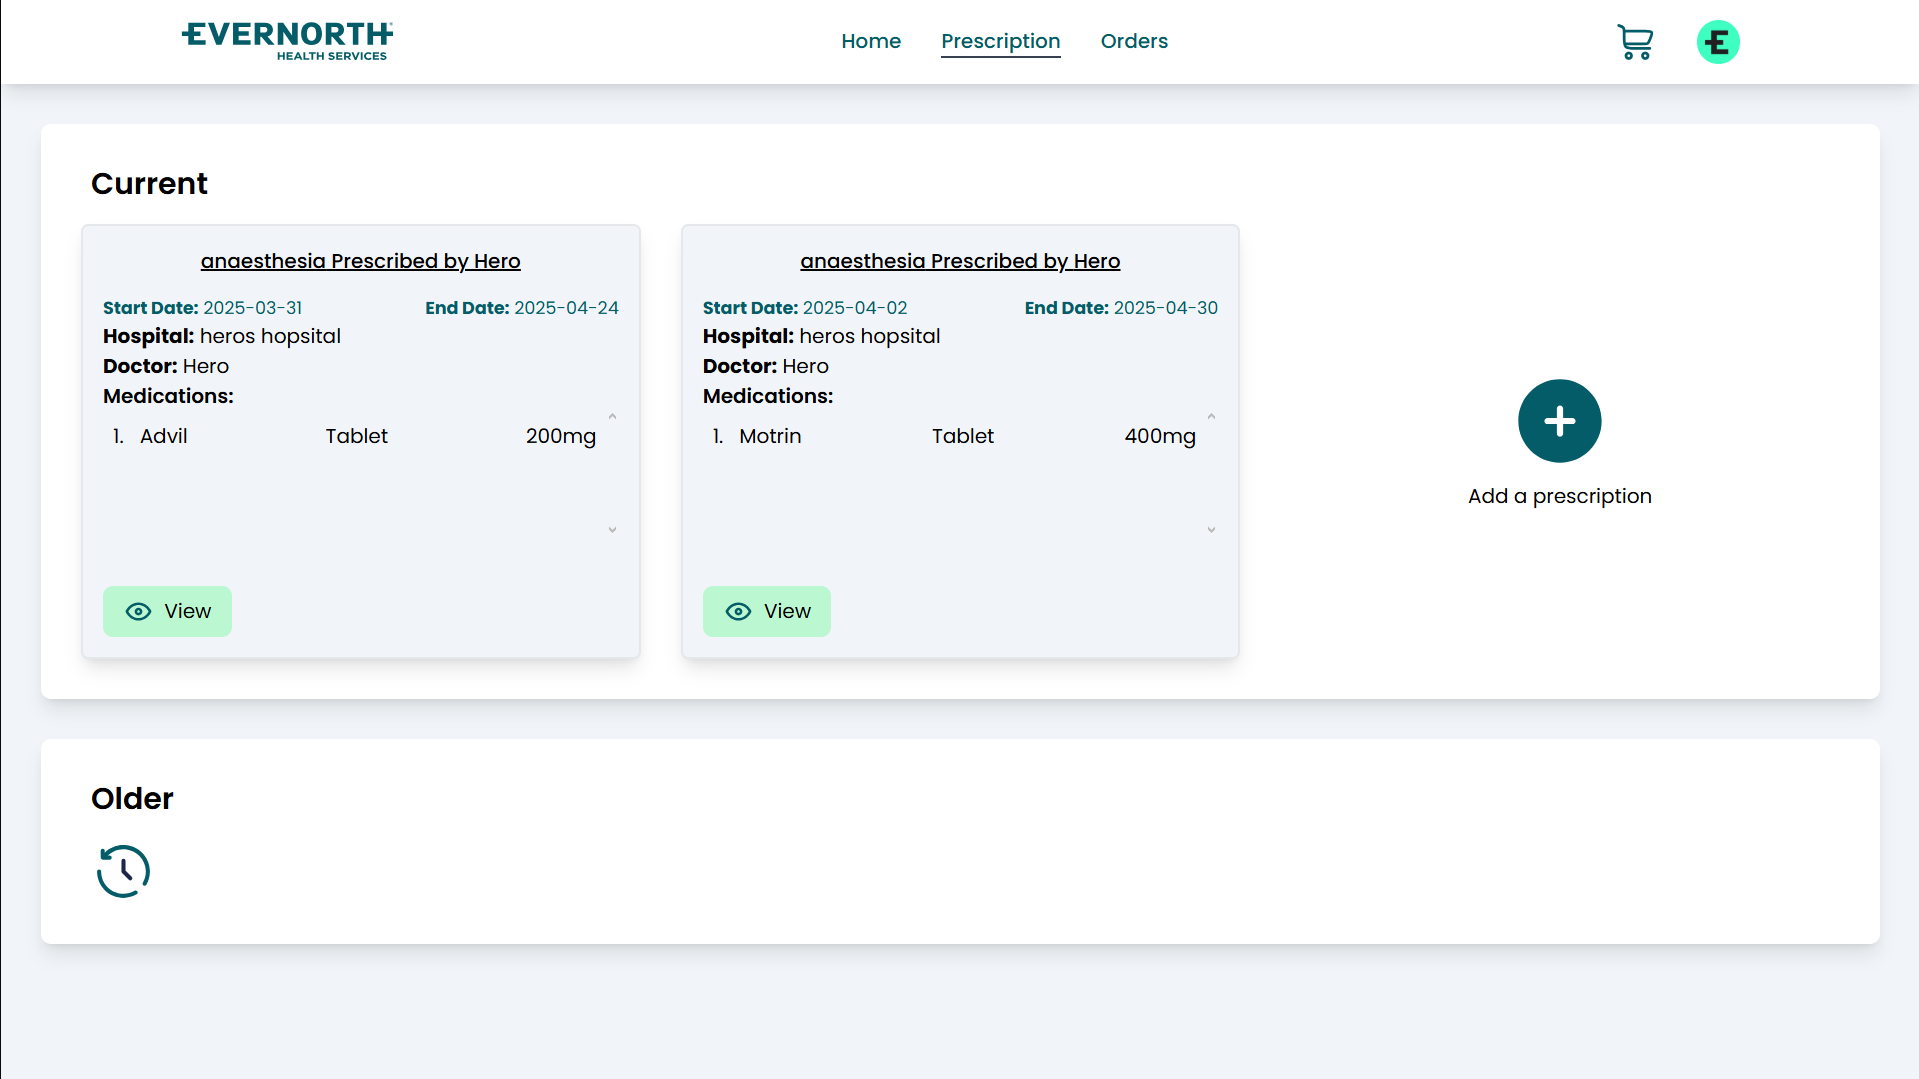 EVERNORTH
HEALTH SERVICES
Home Prescription Orders
Current
anaesthesia Prescribed by Hero
Start Date: 2025-03-31 End Date: 2025-04-24
Hospital: heros hopsital
Doctor: Hero
Medications:
1. Advil Tablet 200mg
View
anaesthesia Prescribed by Hero
Start Date: 2025-04-02 End Date: 2025-04-30
Hospital: heros hopsital
Doctor: Hero
Medications:
1. Motrin Tablet 400mg
View
Add a prescription
Older